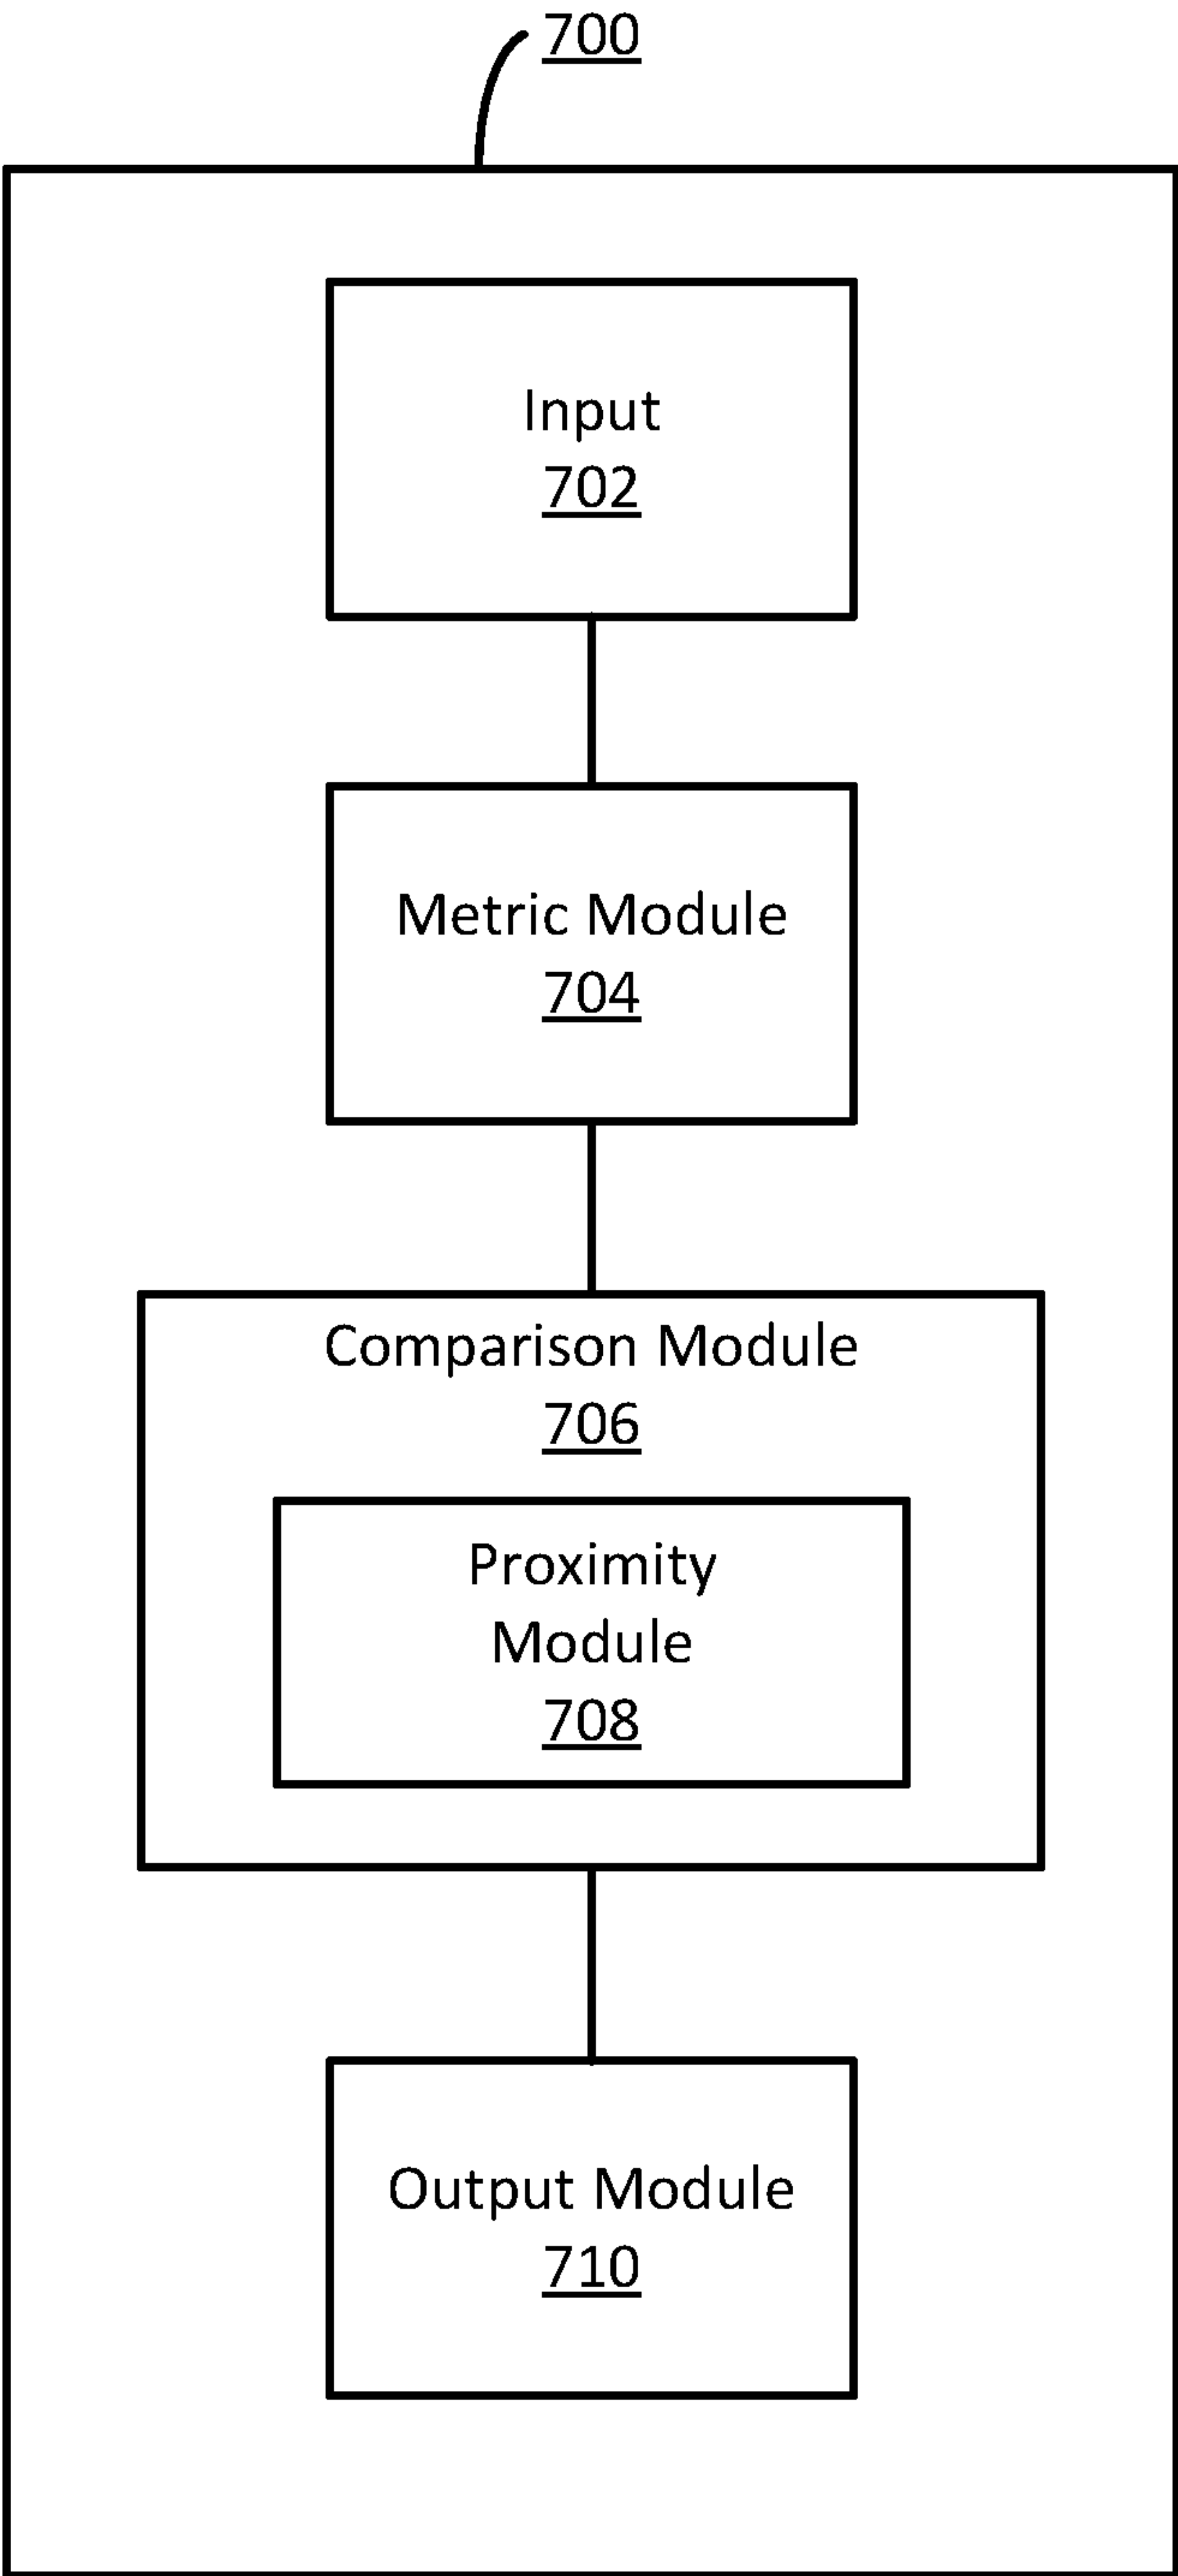 700
Input
702
Metric Module
704
Comparison Module
706
Proximity
Module
708
Output Module
710